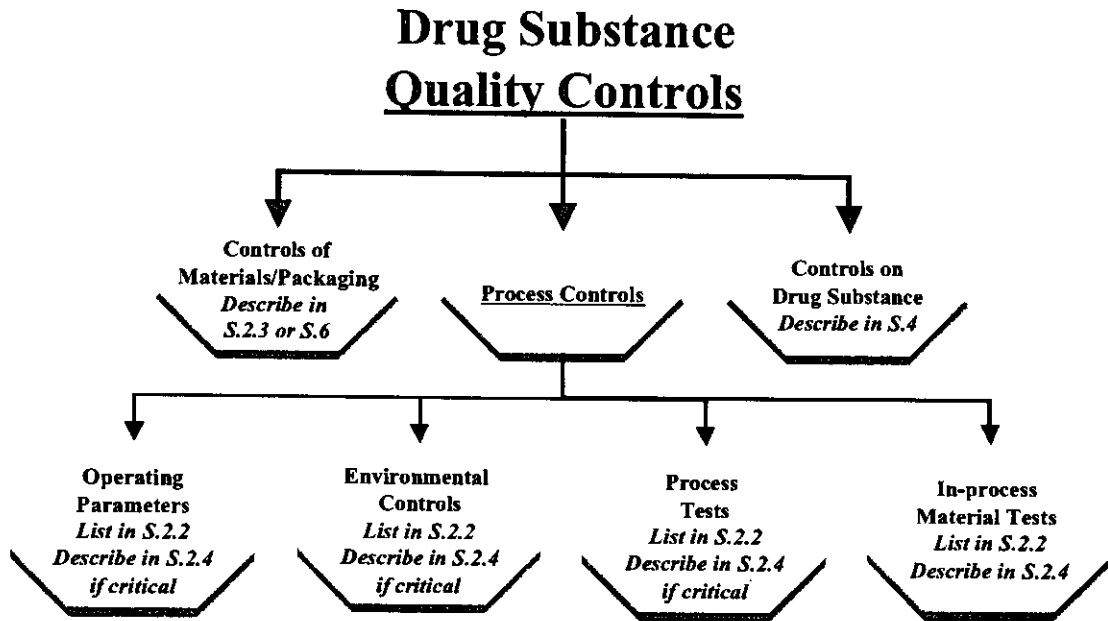 Drug Substance
Quality Controls
Controls of
Materials/Packaging
Describe in
S.2.3 or S.6
Process Controls
Controls on
Drug Substance
Describe in S.4
Operating
Parameters
List in S.2.2
Describe in S.2.4
if critical
Environmental
Controls
List in S.2.2
Describe in S.2.4
if critical
Process
Tests
List in S.2.2
Describe in S.2.4
if critical
In-process
Material Tests
List in S.2.2
Describe in S.2.4